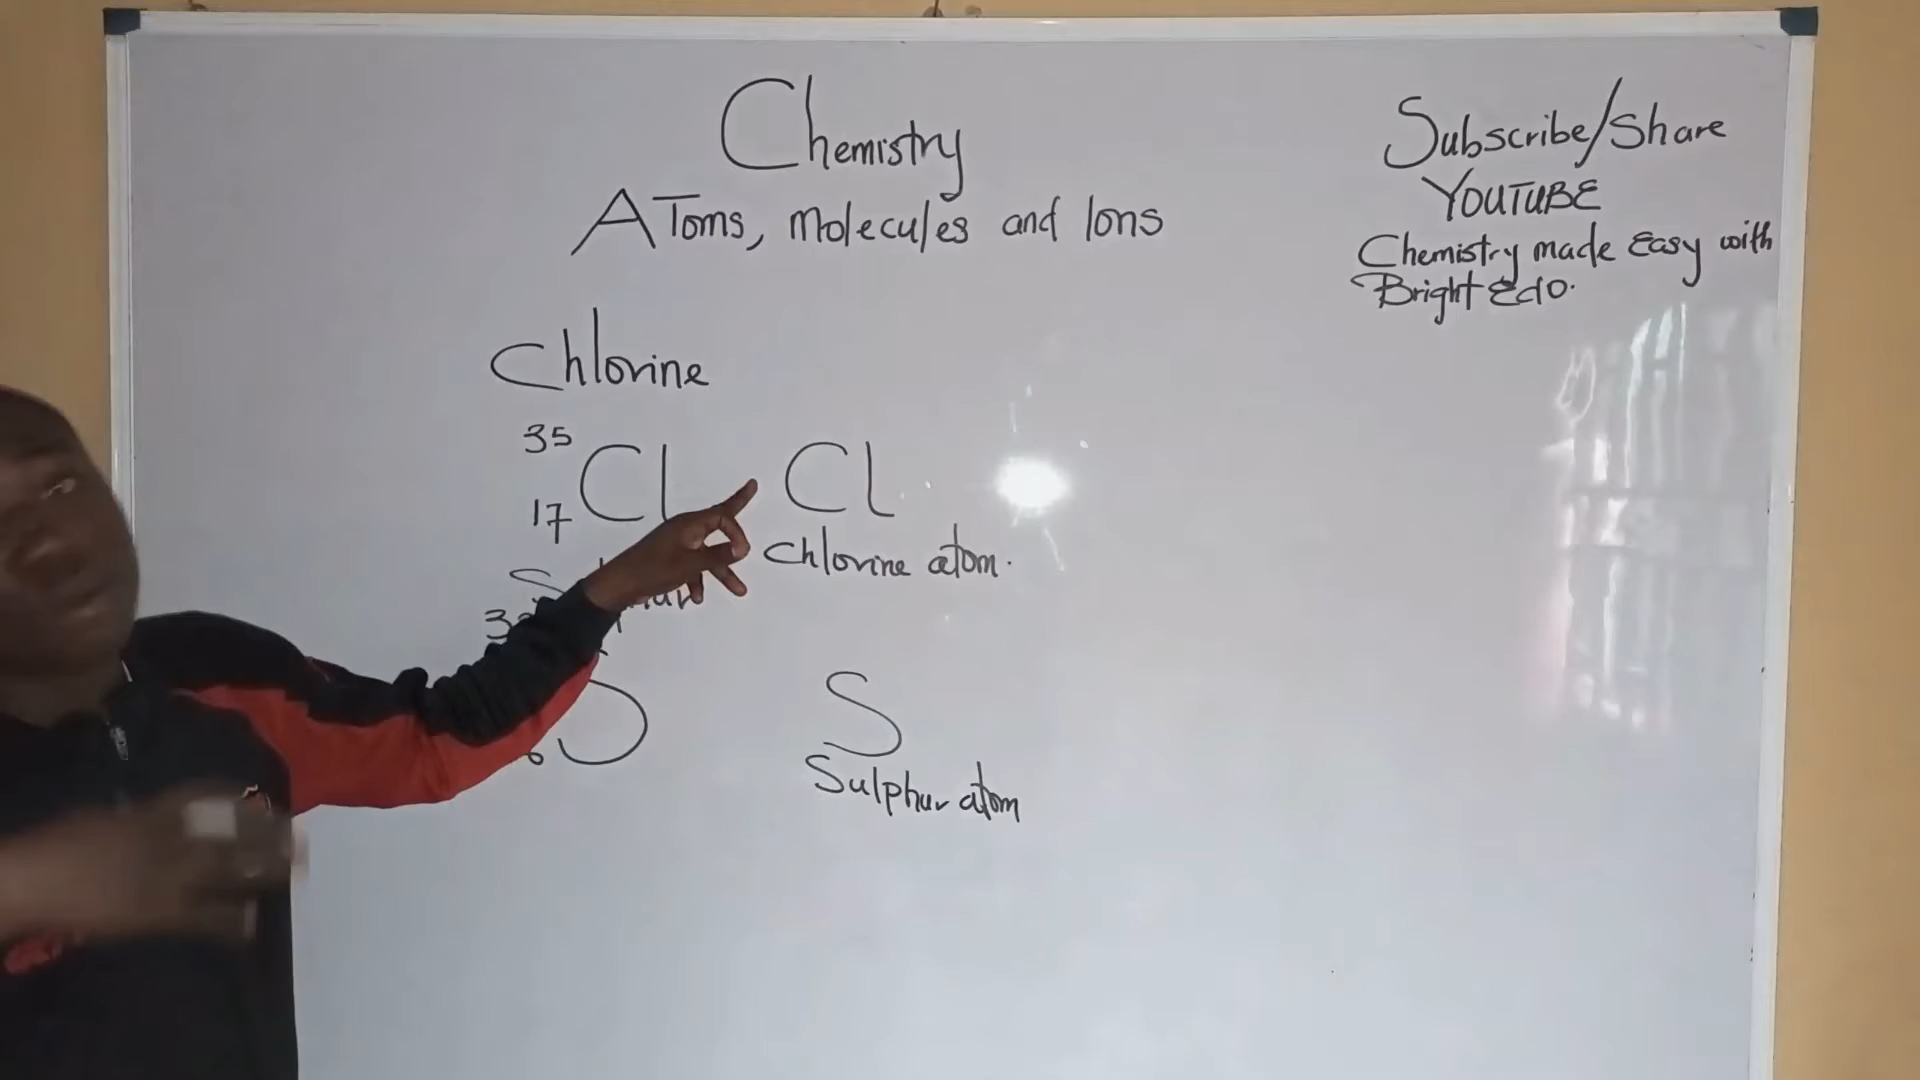 Chemistry
Atoms, molecules and Ions
Subscribe/Share
YOUTUBE
Chemistry made Easy with
Bright Edo.
Chlorine
35
17 Cl
Cl
Chlorine atom.
S
S
Sulphur atom